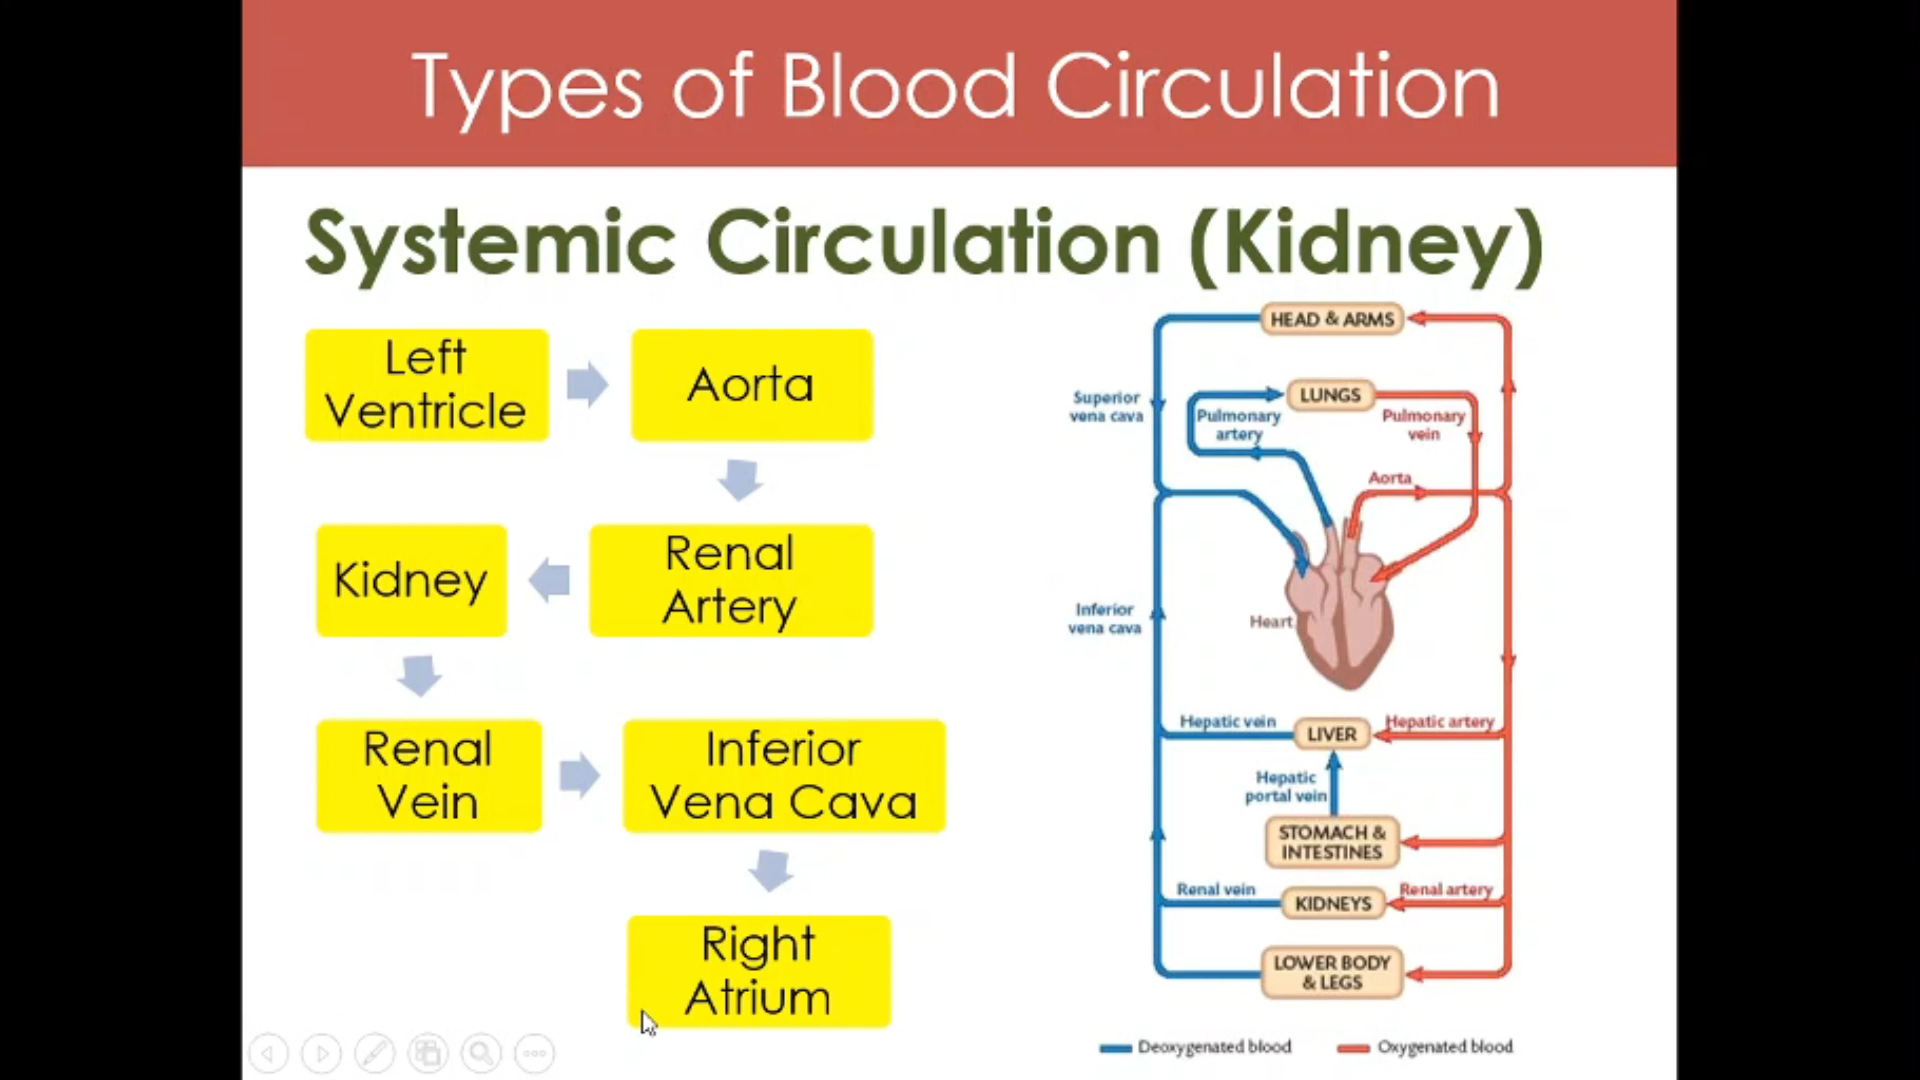 Types of Blood Circulation
Systemic Circulation (Kidney)
Left
Ventricle
Aorta
Renal
Artery
Kidney
Renal
Vein
Inferior
Vena Cava
Right
Atrium
HEAD & ARMS
LUNGS
Superior
vena cava
Pulmonary
artery
Pulmonary
vein
Aorta
Inferior
vena cava
Heart
Hepatic vein
LIVER
Hepatic artery
Hepatic
portal vein
STOMACH &
INTESTINES
Renal vein
KIDNEYS
Renal artery
LOWER BODY
& LEGS
Deoxygenated blood
Oxygenated blood